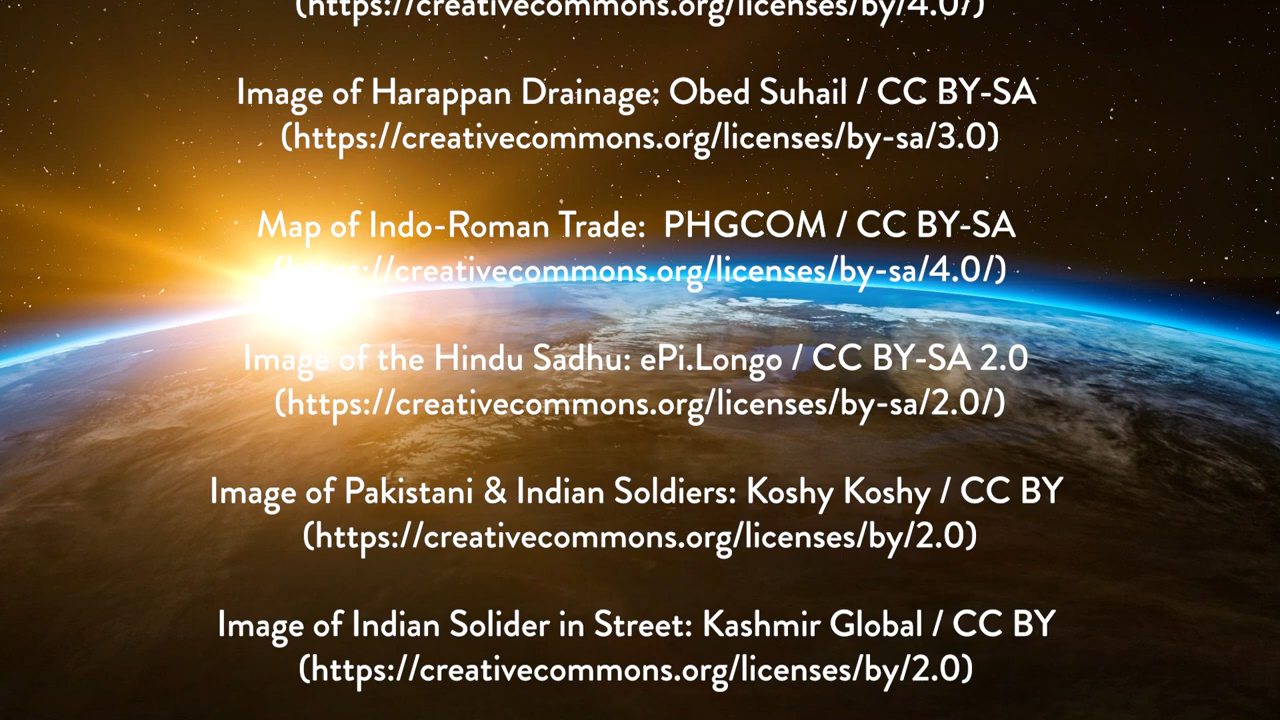 (https://creativecommons.org/licenses/by/4.0/)
Image of Harappan Drainage: Obed Suhail / CC BY-SA
(https://creativecommons.org/licenses/by-sa/3.0)
Map of Indo-Roman Trade: PHGCOM / CC BY-SA
(https://creativecommons.org/licenses/by-sa/4.0/)
Image of the Hindu Sadhu: ePi.Longo / CC BY-SA 2.0
(https://creativecommons.org/licenses/by-sa/2.0/)
Image of Pakistani & Indian Soldiers: Koshy Koshy / CC BY
(https://creativecommons.org/licenses/by/2.0)
Image of Indian Solider in Street: Kashmir Global / CC BY
(https://creativecommons.org/licenses/by/2.0)